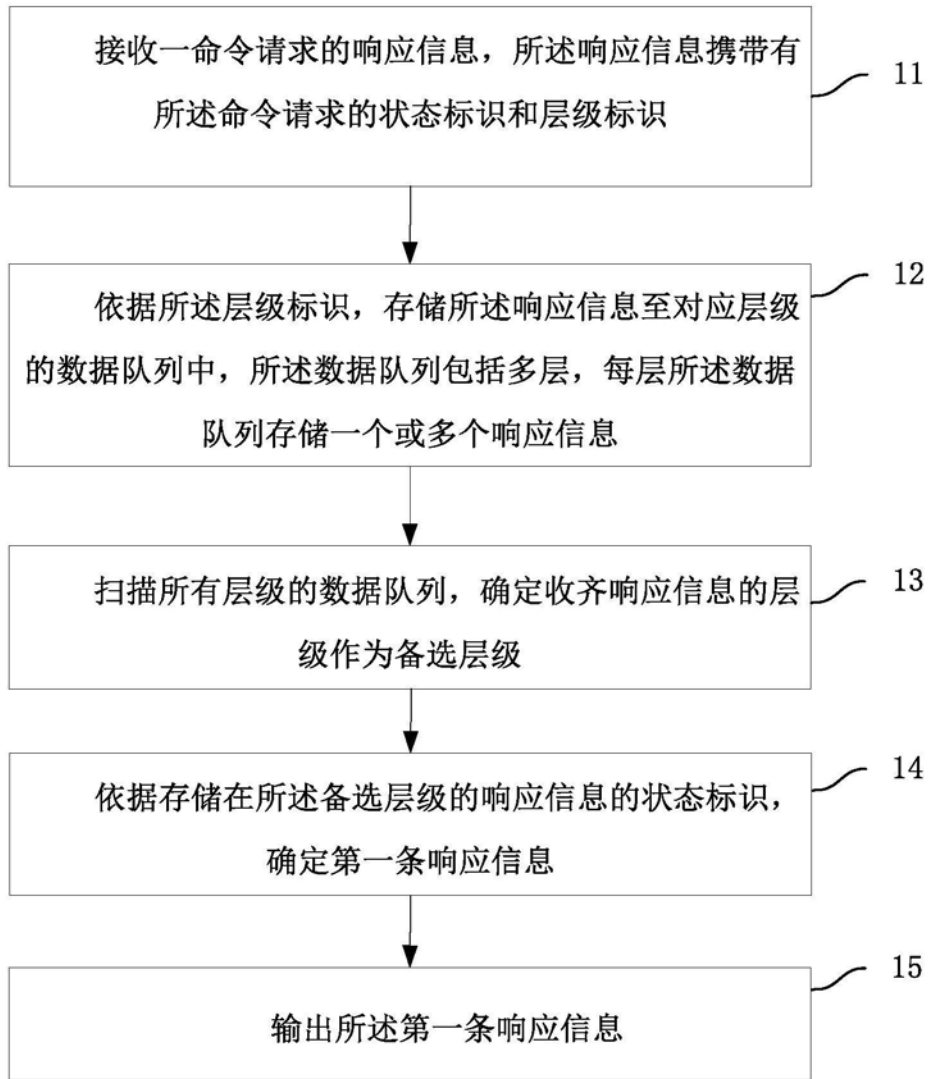 接收一命令请求的响应信息，所述响应信息携带有
所述命令请求的状态标识和层级标识
11
依据所述层级标识，存储所述响应信息至对应层级
的数据队列中，所述数据队列包括多层，每层所述数据
队列存储一个或多个响应信息
12
扫描所有层级的数据队列，确定收齐响应信息的层
级作为备选层级
13
依据存储在所述备选层级的响应信息的状态标识，
确定第一条响应信息
14
输出所述第一条响应信息
15